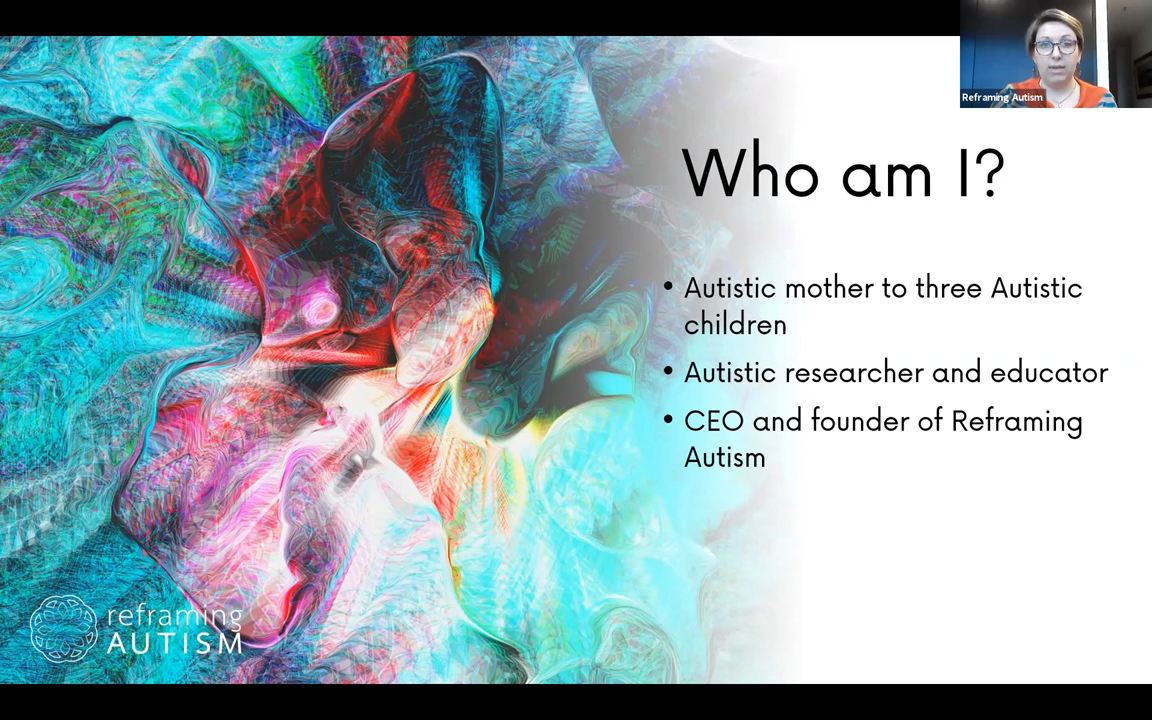 Reframing Autism
Who am I?
• Autistic mother to three Autistic
children
• Autistic researcher and educator
• CEO and founder of Reframing
Autism
reframing
AUTISM